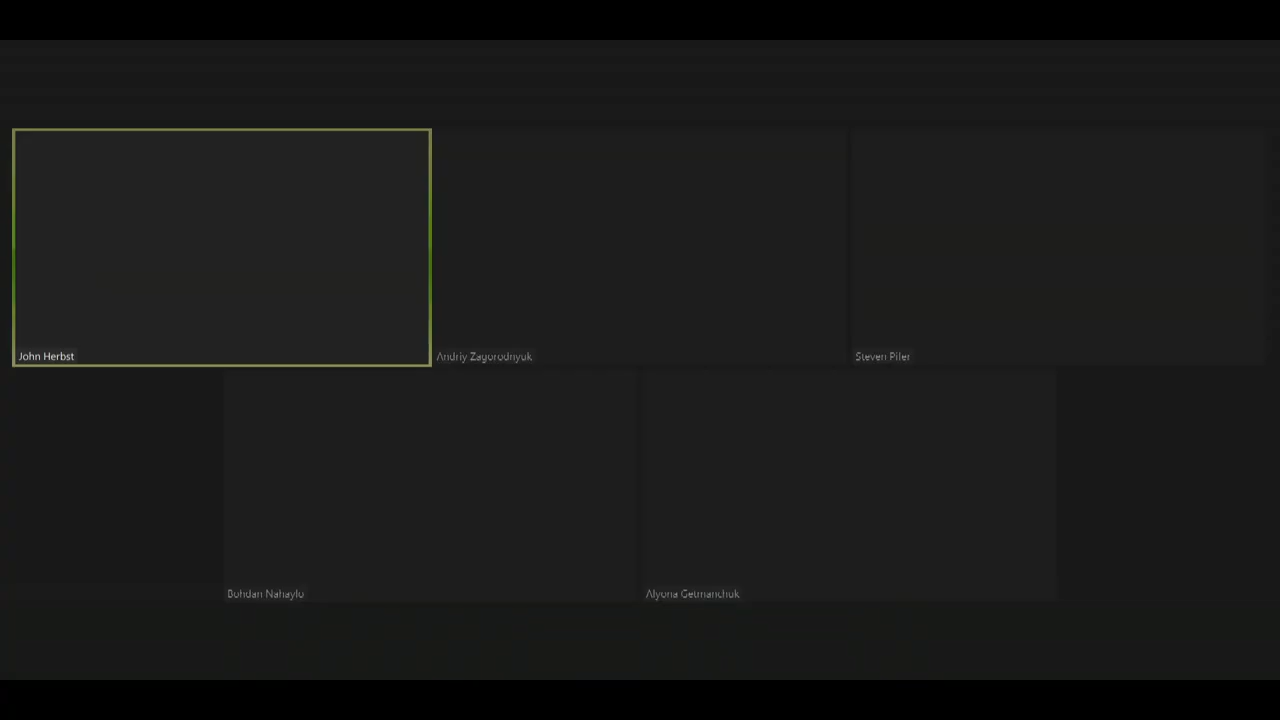 John Herbst
Andriy Zagorodnyuk
Steven Pifer
Bohdan Nahaylo
Alyona Getmanchuk